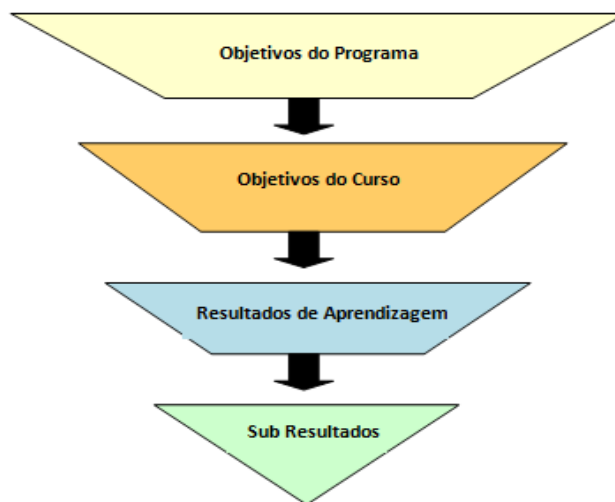 Objetivos do Programa
Objetivos do Curso
Resultados de Aprendizagem
Sub Resultados